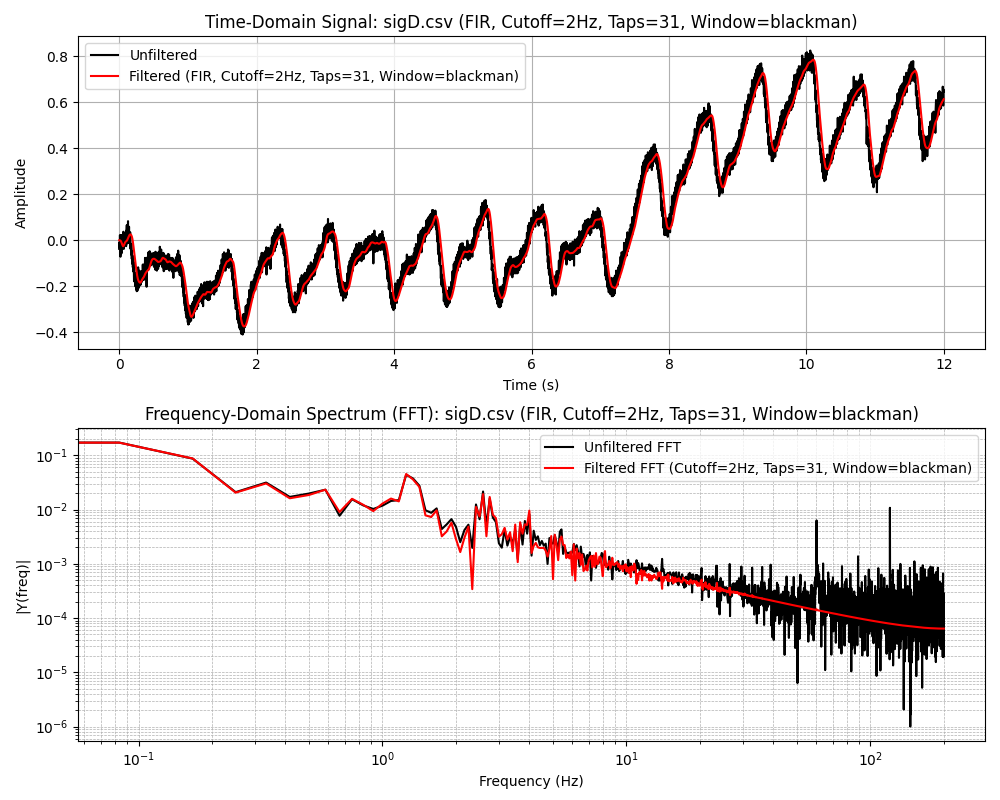 Time-Domain Signal: sigD.csv (FIR, Cutoff=2Hz, Taps=31, Window=blackman)
Unfiltered
Filtered (FIR, Cutoff=2Hz, Taps=31, Window=blackman)
Amplitude
0.8
0.6
0.4
0.2
0.0
−0.2
−0.4
0 2 4 6 8 10 12
Time (s)
Frequency-Domain Spectrum (FFT): sigD.csv (FIR, Cutoff=2Hz, Taps=31, Window=blackman)
Unfiltered FFT
Filtered FFT (Cutoff=2Hz, Taps=31, Window=blackman)
|Y(freq)|
10⁻¹
10⁻²
10⁻³
10⁻⁴
10⁻⁵
10⁻⁶
10⁻¹ 10⁰ 10¹ 10²
Frequency (Hz)